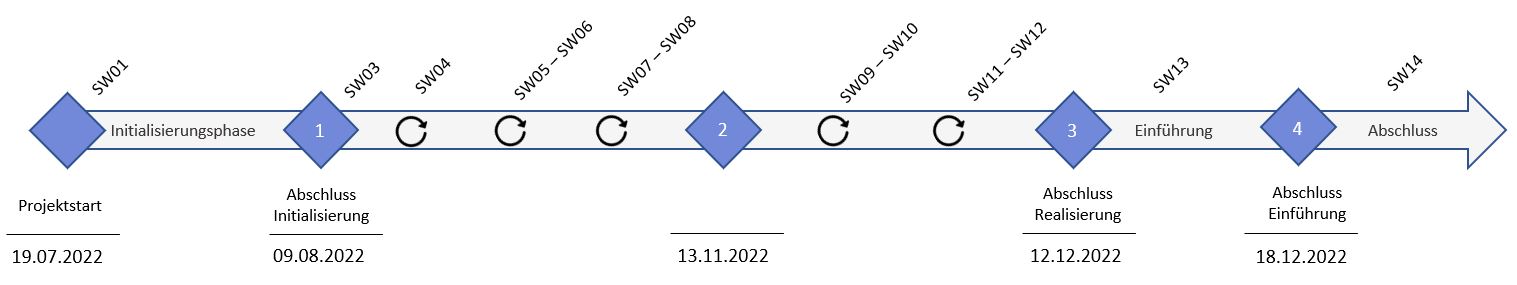 SW01
SW03
SW04
SW05 – SW06
SW07 – SW08
SW09 – SW10
SW11 – SW12
SW13
SW14
Initialisierungsphase
1
2
3
Einführung
4
Abschluss
Projektstart
19.07.2022
Abschluss
Initialisierung
09.08.2022
13.11.2022
Abschluss
Realisierung
12.12.2022
Abschluss
Einführung
18.12.2022